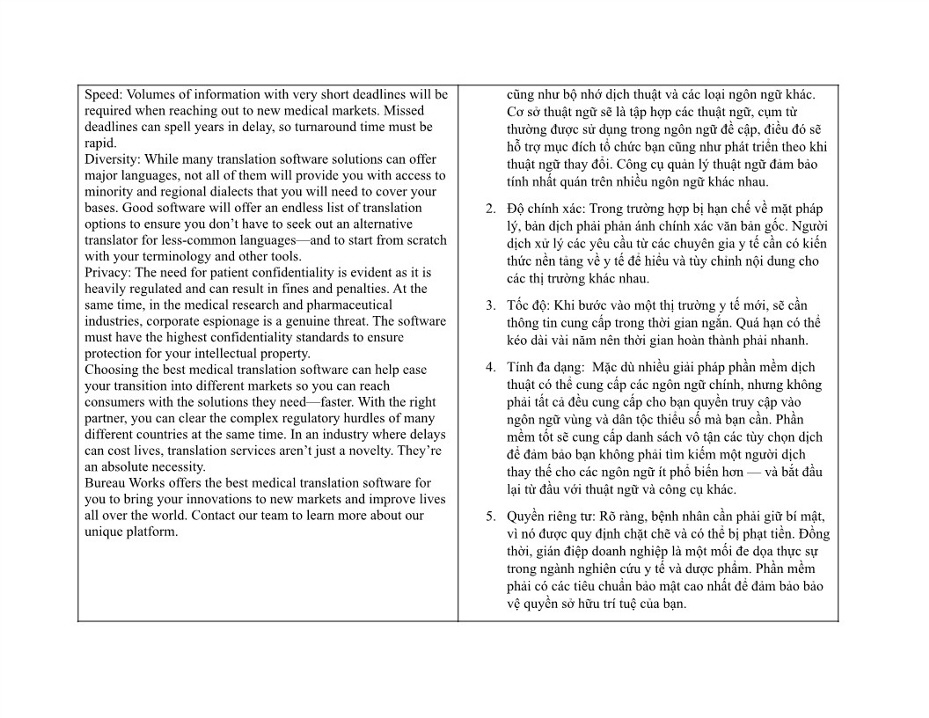 Speed: Volumes of information with very short deadlines will be
required when reaching out to new medical markets. Missed
deadlines can spell years in delay, so turnaround time must be
rapid.
Diversity: While many translation software solutions can offer
major languages, not all of them will provide you with access to
minority and regional dialects that you will need to cover your
bases. Good software will offer an endless list of translation
options to ensure you don’t have to seek out an alternative
translator for less-common languages—and to start from scratch
with your terminology and other tools.
Privacy: The need for patient confidentiality is evident as it is
heavily regulated and can result in fines and penalties. At the
same time, in the medical research and pharmaceutical
industries, corporate espionage is a genuine threat. The software
must have the highest confidentiality standards to ensure
protection for your intellectual property.
Choosing the best medical translation software can help ease
your transition into different markets so you can reach
consumers with the solutions they need—faster. With the right
partner, you can clear the complex regulatory hurdles of many
different countries at the same time. In an industry where delays
can cost lives, translation services aren’t just a novelty. They’re
an absolute necessity.
Bureau Works offers the best medical translation software for
you to bring your innovations to new markets and improve lives
all over the world. Contact our team to learn more about our
unique platform.
cũng như bộ nhớ dịch thuật và các loại ngôn ngữ khác.
Cơ sở thuật ngữ sẽ là tập hợp các thuật ngữ, cụm từ
thường được sử dụng trong ngôn ngữ đề cập, điều đó sẽ
hỗ trợ mục đích tổ chức bạn cũng như phát triển theo khi
thuật ngữ thay đổi. Công cụ quản lý thuật ngữ đảm bảo
tính nhất quán trên nhiều ngôn ngữ khác nhau.
2. Độ chính xác: Trong trường hợp bị hạn chế về mặt pháp
lý, bản dịch phải phản ánh chính xác văn bản gốc. Người
dịch xử lý các yêu cầu từ các chuyên gia y tế cần có kiến
thức nền tảng về y tế để hiểu và tùy chỉnh nội dung cho
các thị trường khác nhau.
3. Tốc độ: Khi bước vào một thị trường y tế mới, sẽ cần
thông tin cung cấp trong thời gian ngắn. Quá hạn có thể
kéo dài vài năm nên thời gian hoàn thành phải nhanh.
4. Tính đa dạng: Mặc dù nhiều giải pháp phần mềm dịch
thuật có thể cung cấp các ngôn ngữ chính, nhưng không
phải tất cả đều cung cấp cho bạn quyền truy cập vào
ngôn ngữ vùng và dân tộc thiểu số mà bạn cần. Phần
mềm tốt sẽ cung cấp danh sách vô tận các tùy chọn dịch
để đảm bảo bạn không phải tìm kiếm một người dịch
thay thế cho các ngôn ngữ ít phổ biến hơn — và bắt đầu
lại từ đầu với thuật ngữ và công cụ khác.
5. Quyền riêng tư: Rõ ràng, bệnh nhân cần phải giữ bí mật,
vì nó được quy định chặt chẽ và có thể bị phạt tiền. Đồng
thời, gián điệp doanh nghiệp là một mối đe dọa thực sự
trong ngành nghiên cứu y tế và dược phẩm. Phần mềm
phải có các tiêu chuẩn bảo mật cao nhất để đảm bảo bảo
vệ quyền sở hữu trí tuệ của bạn.